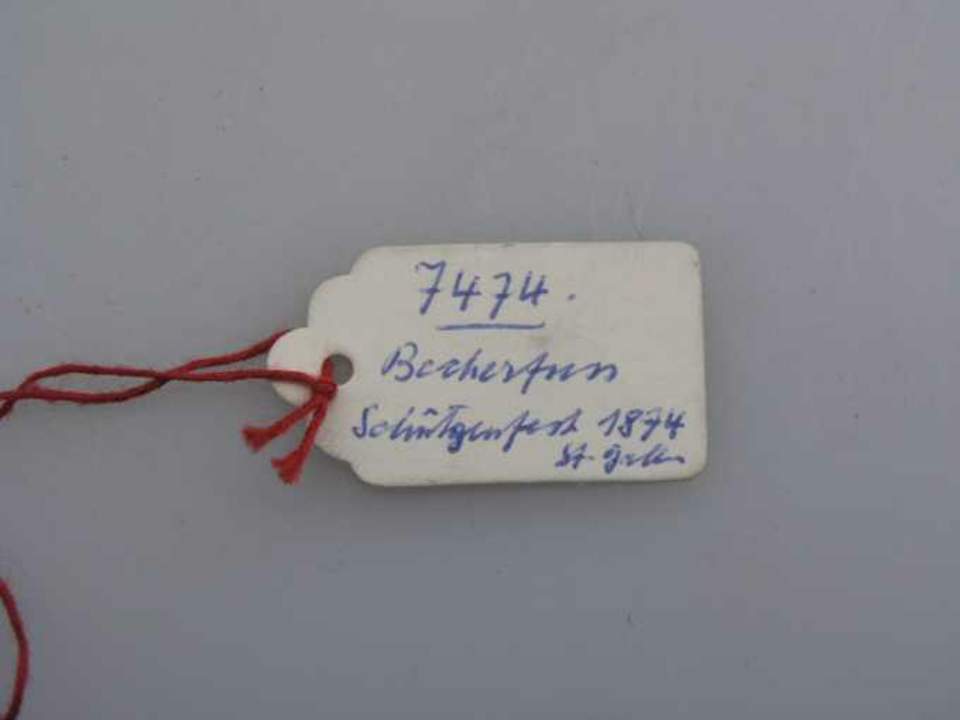 7474.
Becherfuss
Schützenfest 1874
St. Gallen